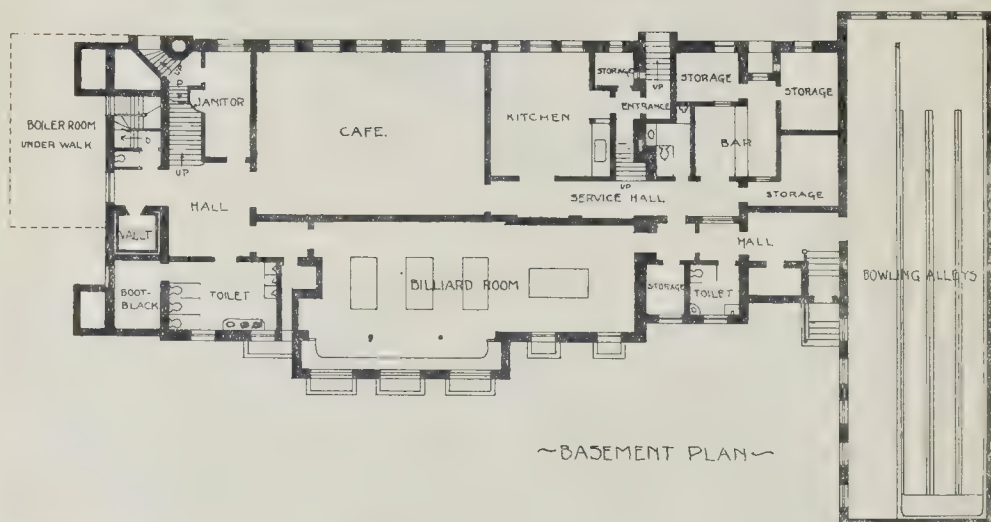 BOILER ROOM
UNDER WALK
UP
JANITOR
UP
HALL
VAULT
BOOT-
BLACK
TOILET
CAFE.
KITCHEN
STORAGE
UP
ENTRANCE
STORAGE
STORAGE
BAR
STORAGE
UP
SERVICE HALL
HALL
BILLIARD ROOM
STORAGE
TOILET
BOWLING ALLEYS
~BASEMENT PLAN~